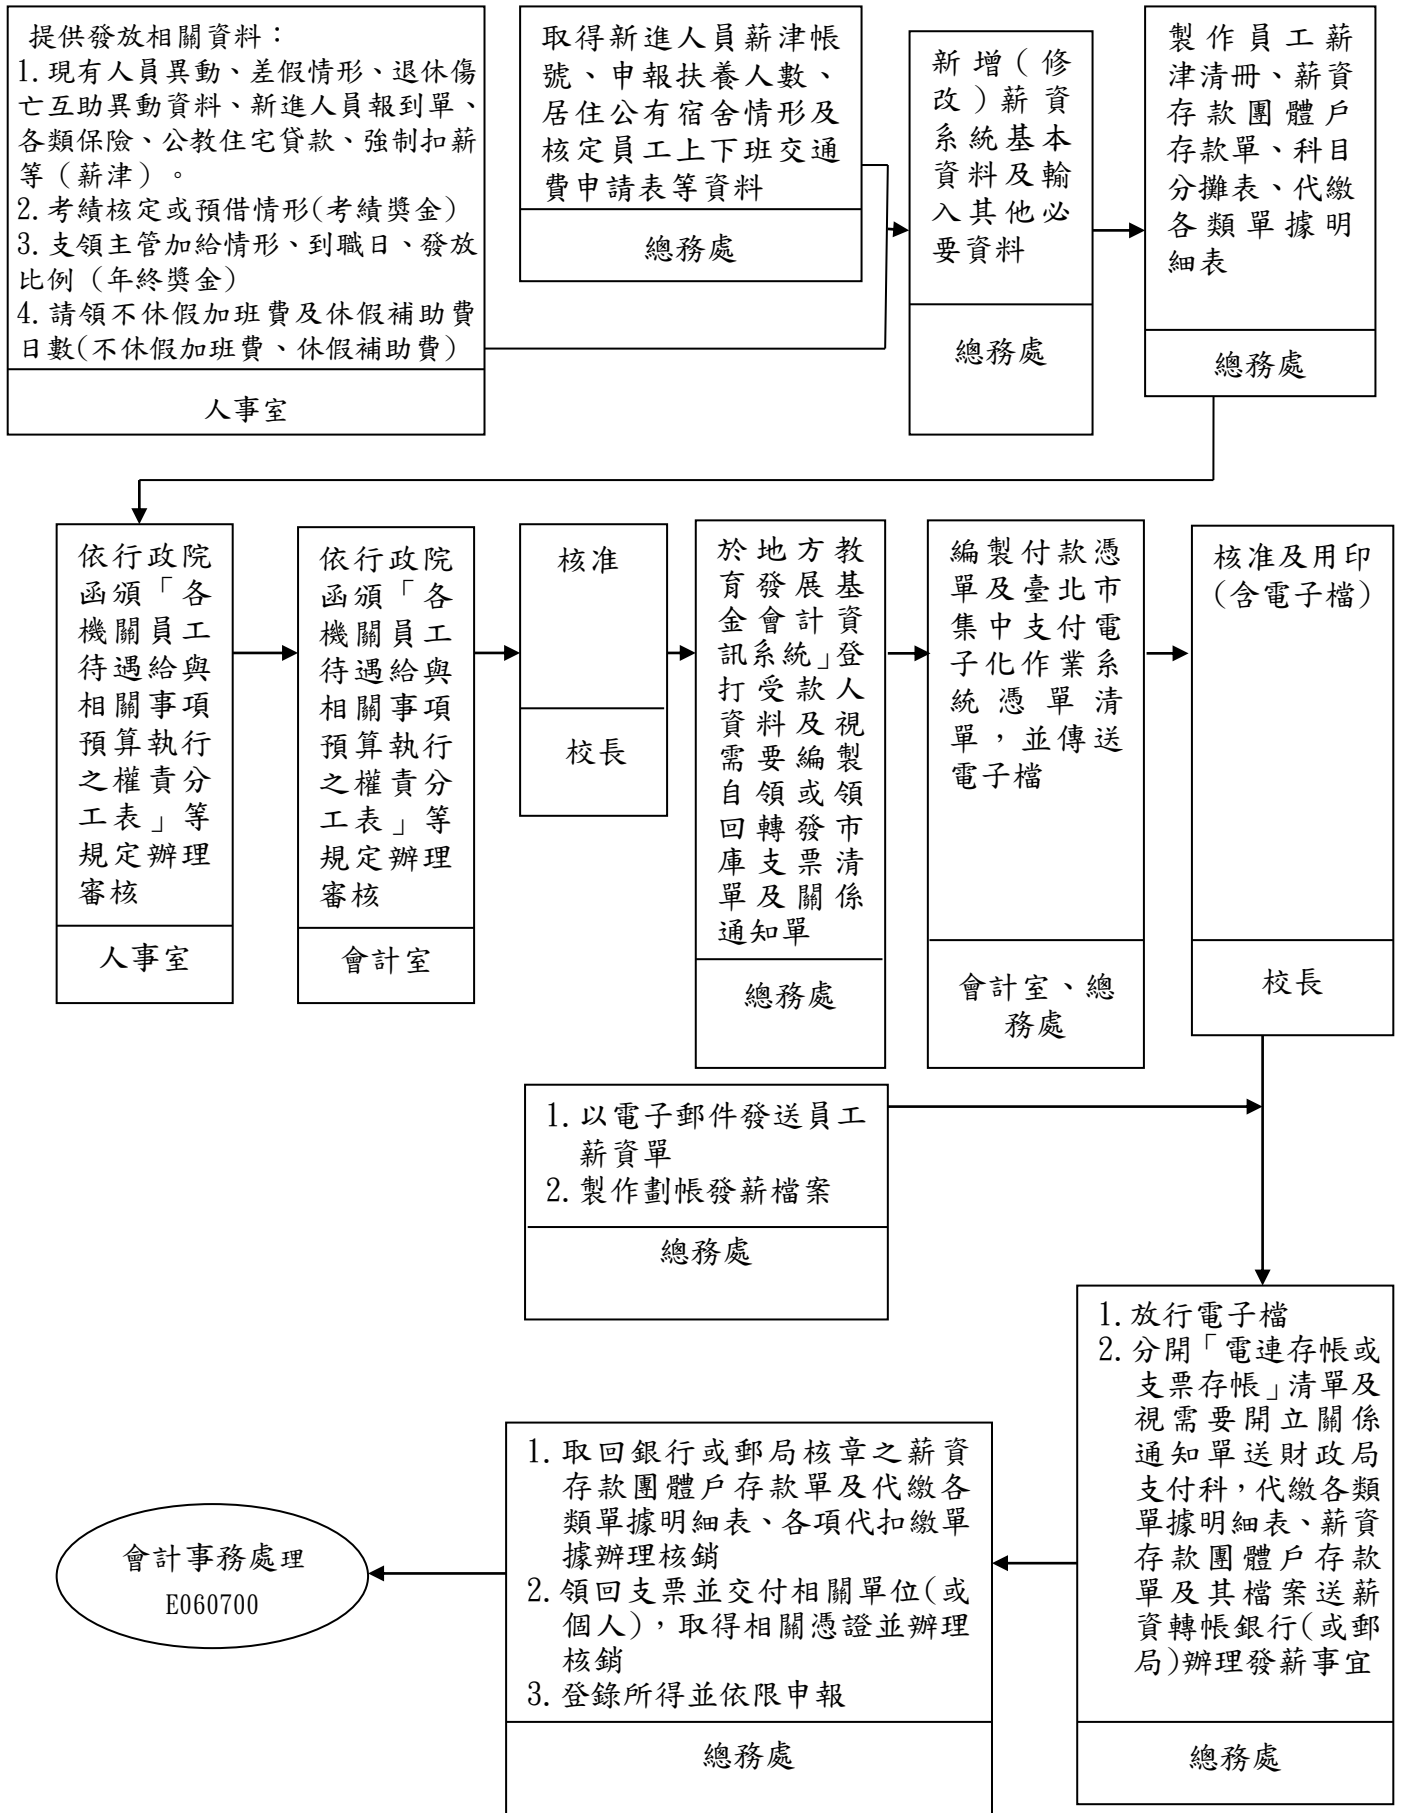 提供發放相關資料：
1.現有人員異動、差假情形、退休傷
亡互助異動資料、新進人員報到單、
各類保險、公教住宅貸款、強制扣薪
等（薪津）。
2.考績核定或預借情形(考績獎金)
3.支領主管加給情形、到職日、發放
比例（年終獎金）
4.請領不休假加班費及休假補助費
日數(不休假加班費、休假補助費)
人事室
取得新進人員薪津帳
號、申報扶養人數、
居住公有宿舍情形及
核定員工上下班交通
費申請表等資料
總務處
新增（修
改）薪資
系統基本
資料及輸
入其他必
要資料
總務處
製作員工薪
津清冊、薪資
存款團體戶
存款單、科目
分攤表、代繳
各類單據明
細表
總務處
依行政院
函頒「各
機關員工
待遇給與
相關事項
預算執行
之權責分
工表」等
規定辦理
審核
人事室
依行政院
函頒「各
機關員工
待遇給與
相關事項
預算執行
之權責分
工表」等
規定辦理
審核
會計室
核准
校長
於地方教
育發展基
金會計資
訊系統」登
打受款人
資料及視
需要編製
自領或領
回轉發市
庫支票清
單及關係
通知單
總務處
編製付款憑
單及臺北市
集中支付電
子化作業系
統憑單清
單，並傳送
電子檔
會計室、總
務處
核准及用印
(含電子檔)
校長
1.以電子郵件發送員工
薪資單
2.製作劃帳發薪檔案
總務處
1.放行電子檔
2.分開「電連存帳或
支票存帳」清單及
視需要開立關係
通知單送財政局
支付科，代繳各類
單據明細表、薪資
存款團體戶存款
單及其檔案送薪
資轉帳銀行(或郵
局)辦理發薪事宜
總務處
1.取回銀行或郵局核章之薪資
存款團體戶存款單及代繳各
類單據明細表、各項代扣繳單
據辦理核銷
2.領回支票並交付相關單位(或
個人)，取得相關憑證並辦理
核銷
3.登錄所得並依限申報
總務處
會計事務處理
E060700